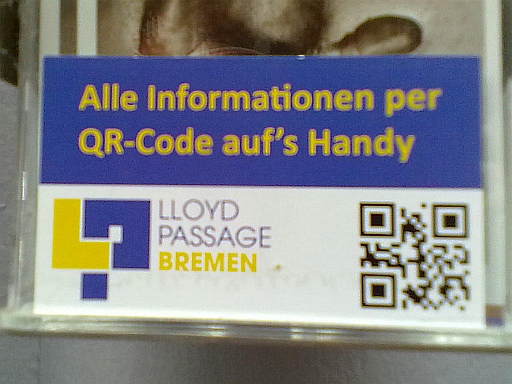 Alle Informationen per
QR-Code auf's Handy
LLOYD
PASSAGE
BREMEN